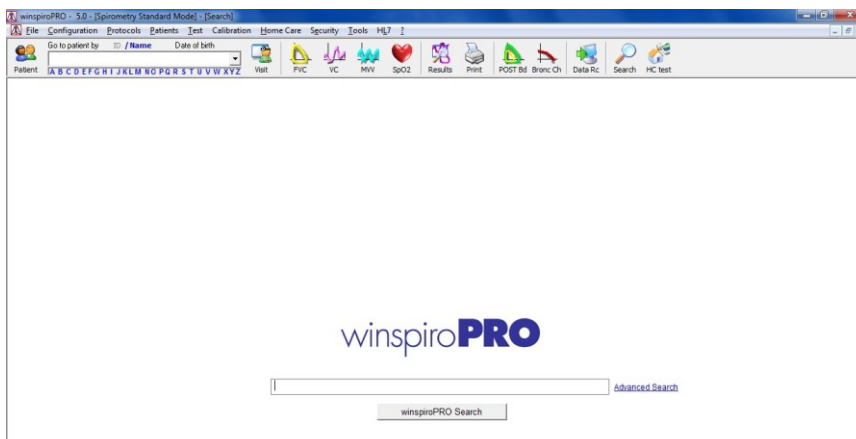 winspiroPRO - 5.0 - [Spirometry Standard Mode] - [Search]
File Configuration Protocols Patients Test Calibration Home Care Security Tools HL7 ?
Go to patient by ID / Name Date of birth
A B C D E F G H I J K L M N O P Q R S T U V W X Y Z
Patient Visit FVC VC MVV SpO2 Results Print POST Bd Bronc Ch Data Rc Search HC test
winspiroPRO
Advanced Search
winspiroPRO Search